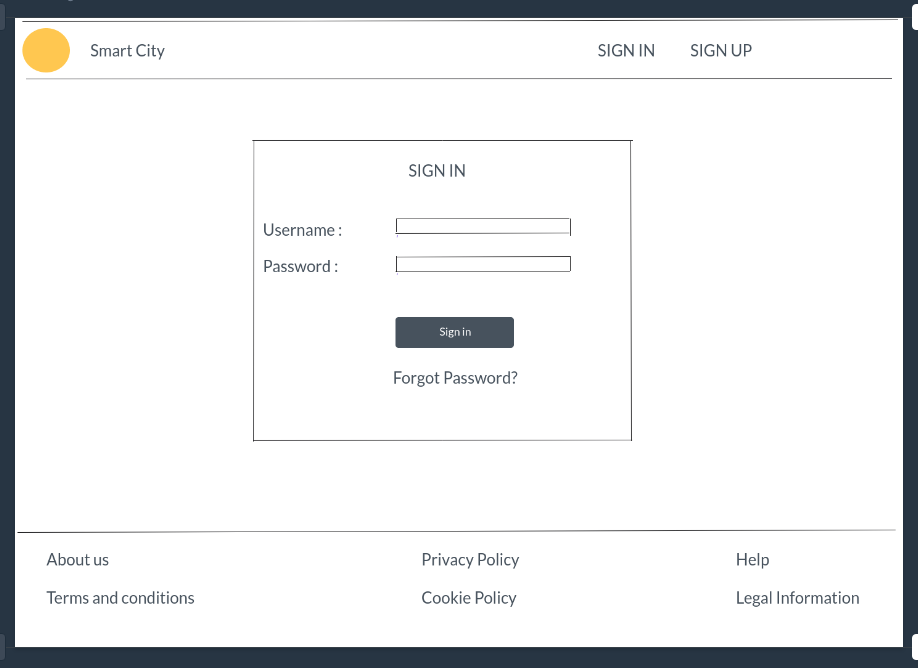 Smart City SIGN IN SIGN UP
SIGN IN
Username :
Password :
Sign in
Forgot Password?
About us Privacy Policy Help
Terms and conditions Cookie Policy Legal Information